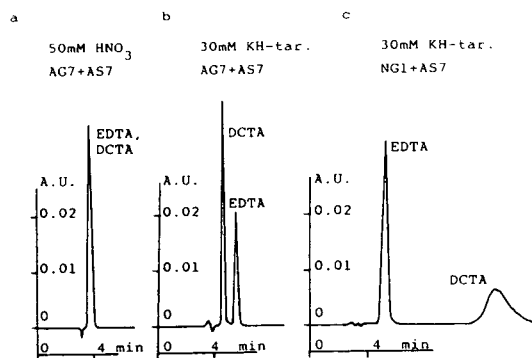 a
50mM HNO3
AG7+AS7
EDTA,
DCTA
A.U.
0.02
0.01
0
0 4 min
b
30mM KH-tar.
AG7+AS7
DCTA
EDTA
A.U.
0.02
0.01
0
0 4 min
c
30mM KH-tar.
NG1+AS7
EDTA
A.U.
0.02
0.01
DCTA
0
0 4 min